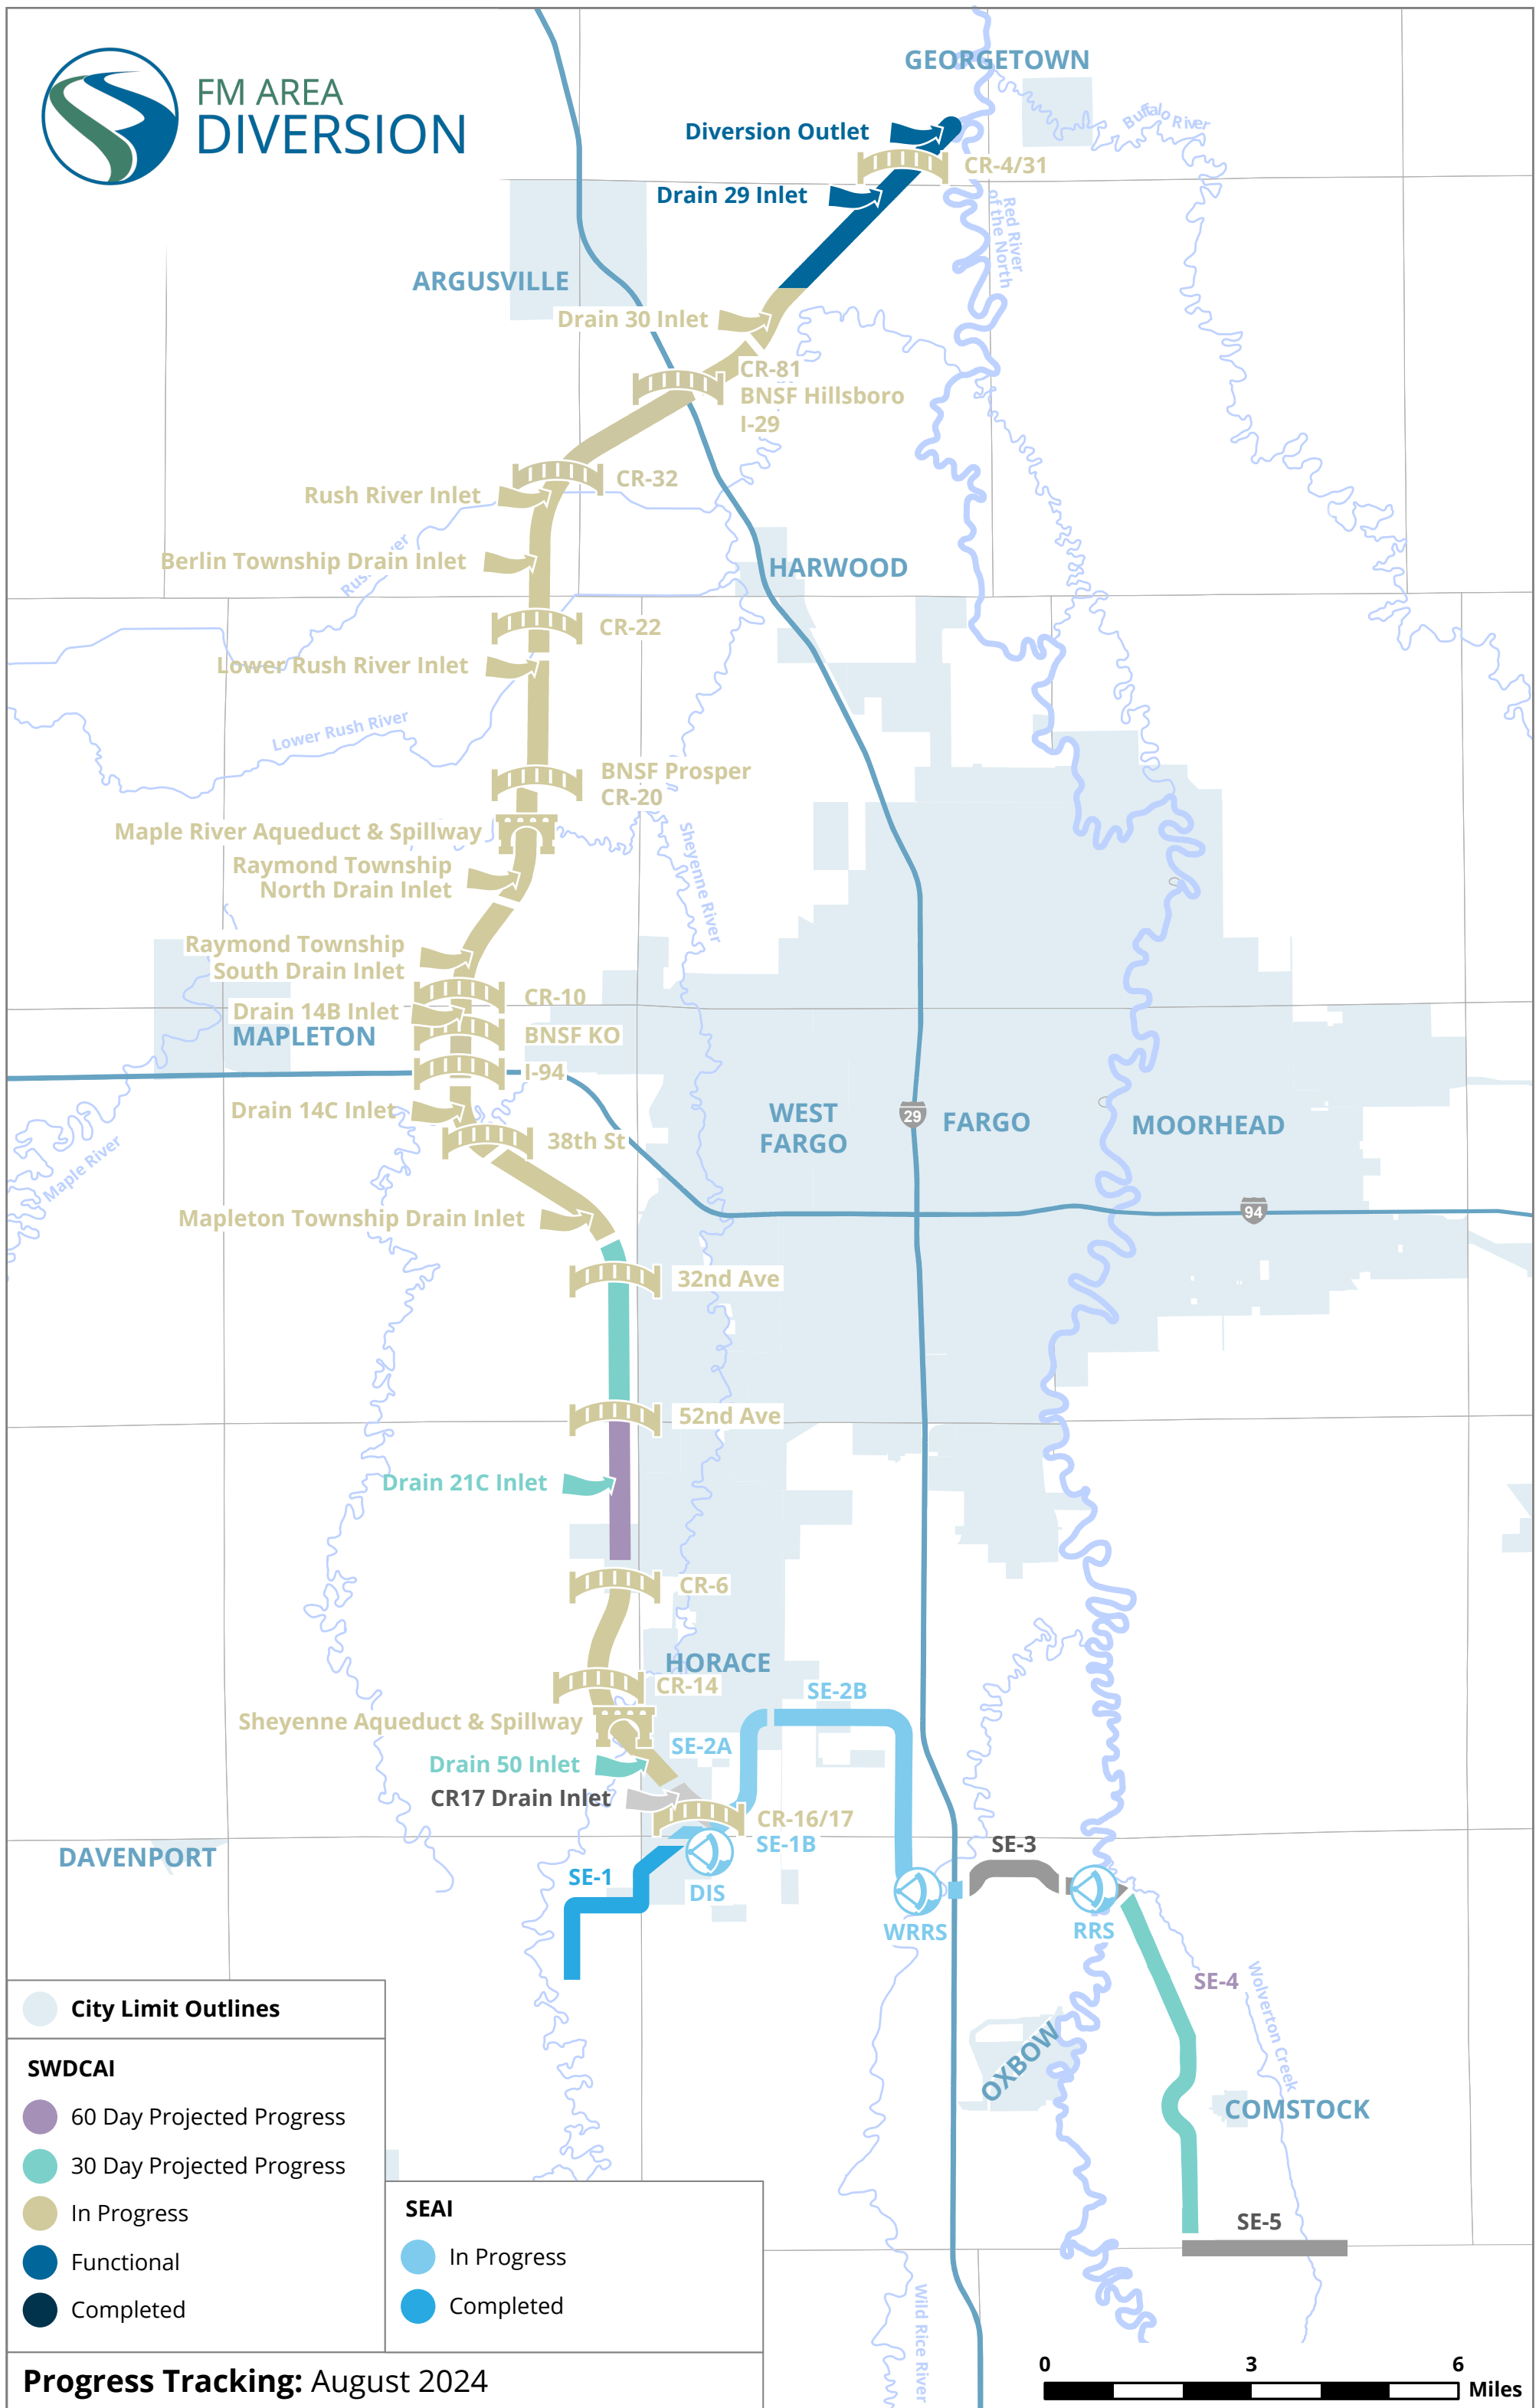 FM AREA
DIVERSION
GEORGETOWN
Buffalo River
Diversion Outlet
CR-4/31
Drain 29 Inlet
Red River
of the North
ARGUSVILLE
Drain 30 Inlet
CR-81
BNSF Hillsboro
I-29
CR-32
Rush River Inlet
Berlin Township Drain Inlet
HARWOOD
CR-22
Lower Rush River Inlet
Lower Rush River
BNSF Prosper
CR-20
Maple River Aqueduct & Spillway
Sheyenne River
Raymond Township
North Drain Inlet
Raymond Township
South Drain Inlet
CR-10
Drain 14B Inlet
MAPLETON
BNSF KO
I-94
Drain 14C Inlet
WEST
FARGO
29
FARGO
MOORHEAD
38th St
Maple River
Mapleton Township Drain Inlet
94
32nd Ave
52nd Ave
Drain 21C Inlet
CR-6
HORACE
CR-14
SE-2B
Sheyenne Aqueduct & Spillway
SE-2A
Drain 50 Inlet
CR17 Drain Inlet
CR-16/17
SE-1B
SE-3
DAVENPORT
SE-1
DIS
WRRS
RRS
SE-4
Wolverton Creek
OXBOW
COMSTOCK
SE-5
Wild Rice River
City Limit Outlines
SWDCAI
60 Day Projected Progress
30 Day Projected Progress
In Progress
Functional
Completed
SEAI
In Progress
Completed
Progress Tracking: August 2024
0 3 6
Miles